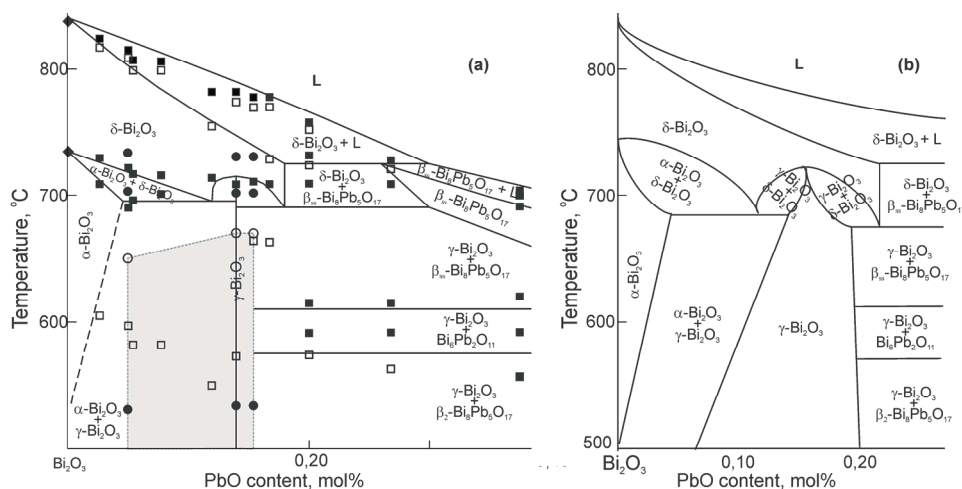 (a)
L
800
δ-Bi₂O₃
δ-Bi₂O₃ + L
α-Bi₂O₃ + δ-Bi₂O₃
δ-Bi₂O₃
+
βss-Bi₈Pb₅O₁₇
βss-Bi₈Pb₅O₁₇ + L
βss-Bi₈Pb₅O₁₇
700
Temperature, °C
α-Bi₂O₃
γ-Bi₂O₃
γ-Bi₂O₃
+
βss-Bi₈Pb₅O₁₇
600
γ-Bi₂O₃
+
Bi₆Pb₂O₁₁
γ-Bi₂O₃
+
β₂-Bi₈Pb₅O₁₇
α-Bi₂O₃
+
γ-Bi₂O₃
Bi₂O₃
0,20
PbO content, mol%
(b)
L
800
δ-Bi₂O₃
δ-Bi₂O₃ + L
α-Bi₂O₃
+
δ-Bi₂O₃
γ-Bi₂O₃
+
γ-Bi₂O₃
+
δ-Bi₂O₃
+
βss-Bi₈Pb₅O₁
700
Temperature, °C
α-Bi₂O₃
γ-Bi₂O₃
+
βss-Bi₈Pb₅O₁₇
600
α-Bi₂O₃
+
γ-Bi₂O₃
γ-Bi₂O₃
γ-Bi₂O₃
+
Bi₆Pb₂O₁₁
γ-Bi₂O₃
+
β₂-Bi₈Pb₅O₁₇
500
Bi₂O₃
0,10
0,20
PbO content, mol%